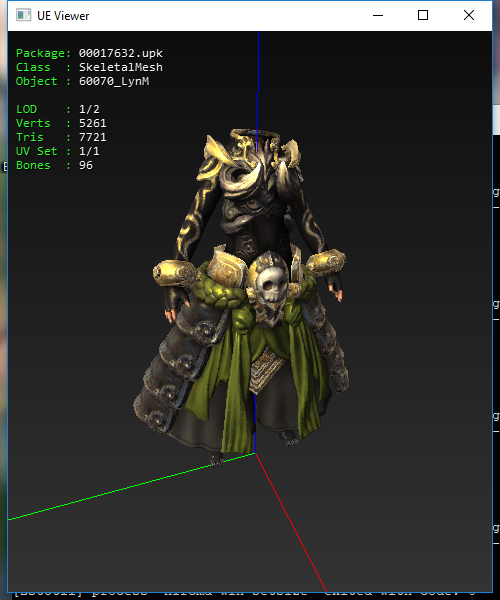 UE Viewer
Package: 00017632.upk
Class  : SkeletalMesh
Object : 60070_LynM
LOD    : 1/2
Verts  : 5261
Tris   : 7721
UV Set : 1/1
Bones  : 96